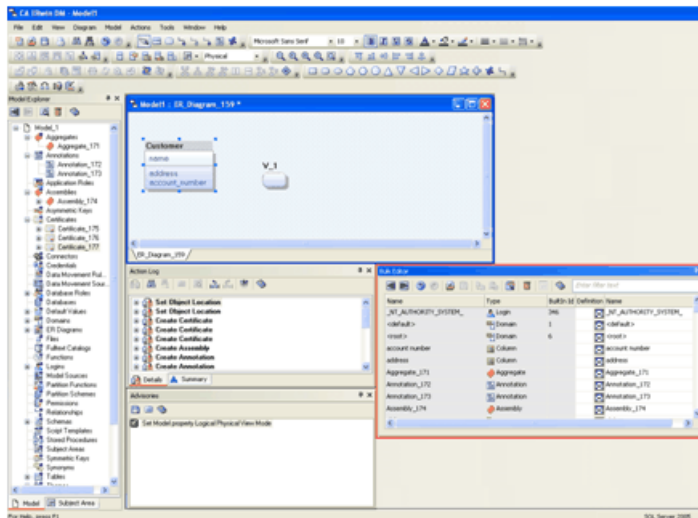 CA ERwin DM - Model1
File Edit View Diagram Model Actions Tools Window Help
Microsoft Sans Serif 10
Physical
Model Explorer
Model_1
Aggregates
Aggregate_171
Annotations
Annotation_172
Annotation_173
Application Roles
Assemblies
Assembly_174
Asymmetric Keys
Certificates
Certificate_175
Certificate_176
Certificate_177
Connectors
Credentials
Data Movement Rul...
Data Movement Sour...
Database Roles
Databases
Default Values
Domains
ER Diagrams
Files
Fulltext Catalogs
Functions
Logins
Model Sources
Partition Functions
Partition Schemes
Permissions
Relationships
Schemas
Script Templates
Stored Procedures
Subject Areas
Symmetric Keys
Synonyms
Tables
Model Subject Area
Model1 : ER_Diagram_159 *
Customer
name
address
account_number
V_1
ER_Diagram_159
Action Log
Set Object Location
Set Object Location
Create Certificate
Create Certificate
Create Certificate
Create Assembly
Create Annotation
Create Annotation
Details Summary
Advisories
Set Model property Logical Physical View Mode
Bulk Editor
Enter filter text
Name Type BuiltIn Id Definition Name
_NT_AUTHORITY_SYSTEM_ Login 346 _NT_AUTHORITY_SYSTEM_
<default> Domain 1 <default>
<root> Domain 6 <root>
account number Column account number
address Column address
Aggregate_171 Aggregate Aggregate_171
Annotation_172 Annotation Annotation_172
Annotation_173 Annotation Annotation_173
Assembly_174 Assembly Assembly_174
For Help, press F1
SQL Server 2005